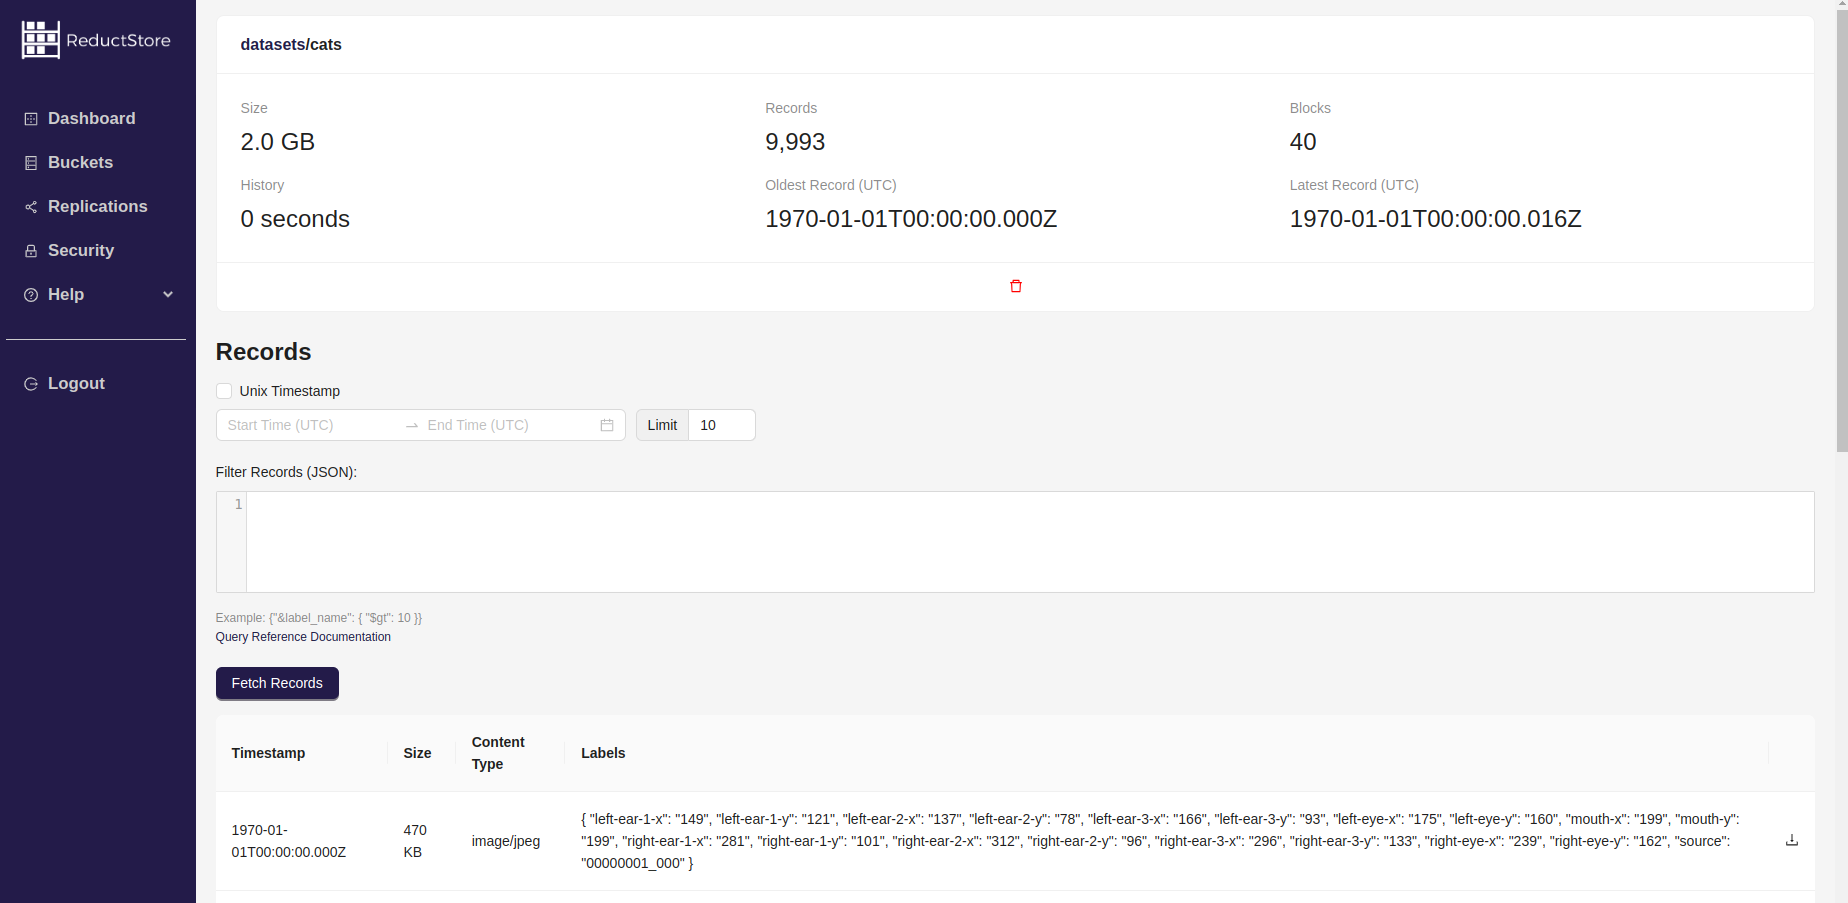 ReductStore
Dashboard
Buckets
Replications
Security
Help
Logout
datasets/cats
Size
2.0 GB
Records
9,993
Blocks
40
History
0 seconds
Oldest Record (UTC)
1970-01-01T00:00:00.000Z
Latest Record (UTC)
1970-01-01T00:00:00.016Z
Records
Unix Timestamp
Start Time (UTC)
End Time (UTC)
Limit
10
Filter Records (JSON):
1
Example: {"&label_name": { "$gt": 10 }}
Query Reference Documentation
Fetch Records
Timestamp
Size
Content
Type
Labels
1970-01-
01T00:00:00.000Z
470
KB
image/jpeg
{ "left-ear-1-x": "149", "left-ear-1-y": "121", "left-ear-2-x": "137", "left-ear-2-y": "78", "left-ear-3-x": "166", "left-ear-3-y": "93", "left-eye-x": "175", "left-eye-y": "160", "mouth-x": "199", "mouth-y":
"199", "right-ear-1-x": "281", "right-ear-1-y": "101", "right-ear-2-x": "312", "right-ear-2-y": "96", "right-ear-3-x": "296", "right-ear-3-y": "133", "right-eye-x": "239", "right-eye-y": "162", "source":
"00000001_000" }